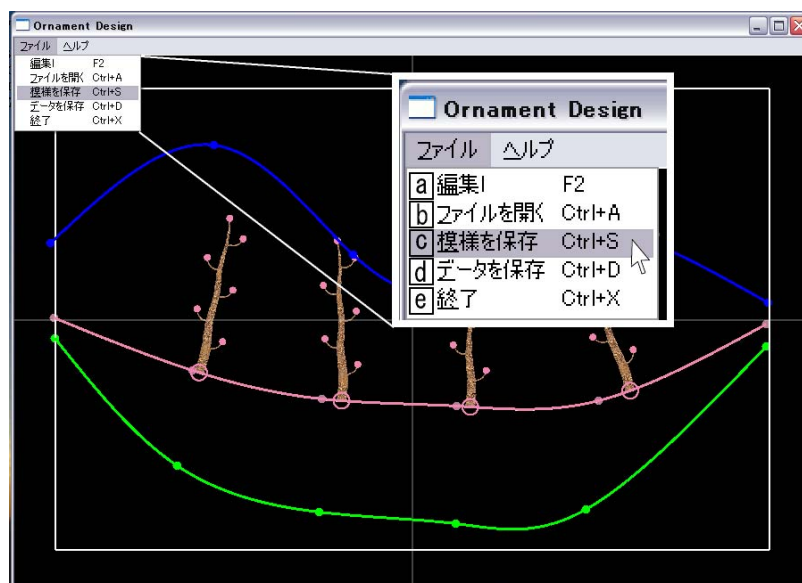 Ornament Design
ファイル ヘルプ
編集I F2
ファイルを開く Ctrl+A
模様を保存 Ctrl+S
データを保存 Ctrl+D
終了 Ctrl+X
Ornament Design
ファイル ヘルプ
a 編集I F2
b ファイルを開く Ctrl+A
c 模様を保存 Ctrl+S
d データを保存 Ctrl+D
e 終了 Ctrl+X